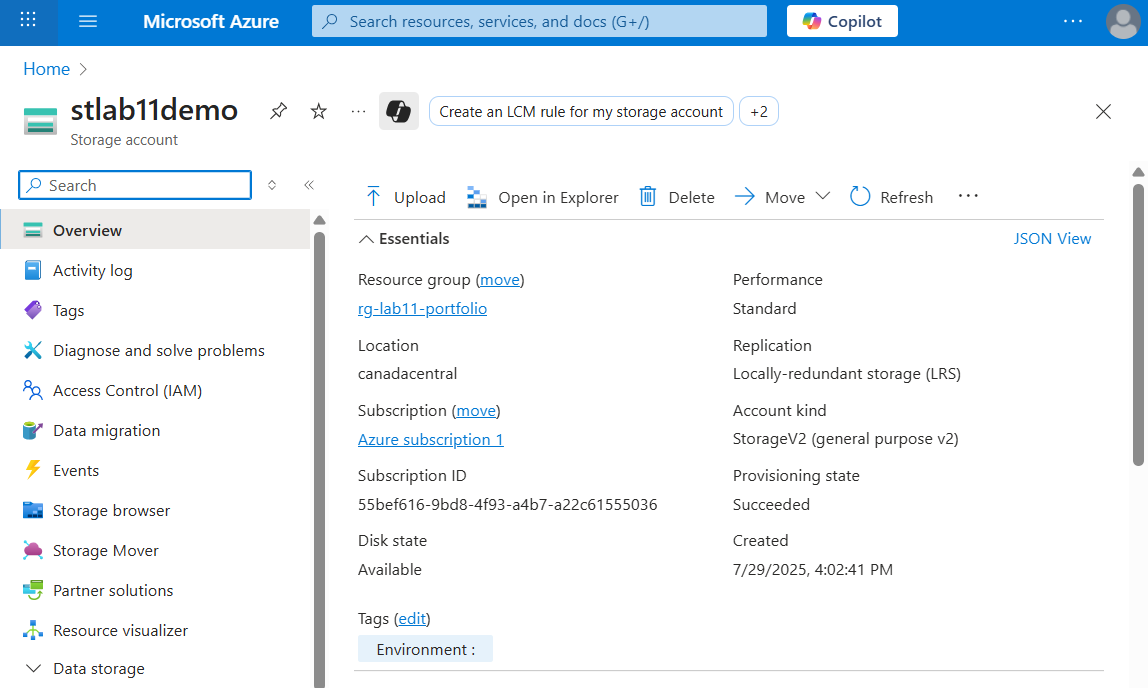 Microsoft Azure
Search resources, services, and docs (G+/)
Copilot
Home
stlab11demo
Storage account
Create an LCM rule for my storage account
+2
Search
Overview
Activity log
Tags
Diagnose and solve problems
Access Control (IAM)
Data migration
Events
Storage browser
Storage Mover
Partner solutions
Resource visualizer
Data storage
Upload
Open in Explorer
Delete
Move
Refresh
Essentials
JSON View
Resource group (move)
rg-lab11-portfolio
Location
canadacentral
Subscription (move)
Azure subscription 1
Subscription ID
55bef616-9bd8-4f93-a4b7-a22c61555036
Disk state
Available
Performance
Standard
Replication
Locally-redundant storage (LRS)
Account kind
StorageV2 (general purpose v2)
Provisioning state
Succeeded
Created
7/29/2025, 4:02:41 PM
Tags (edit)
Environment :